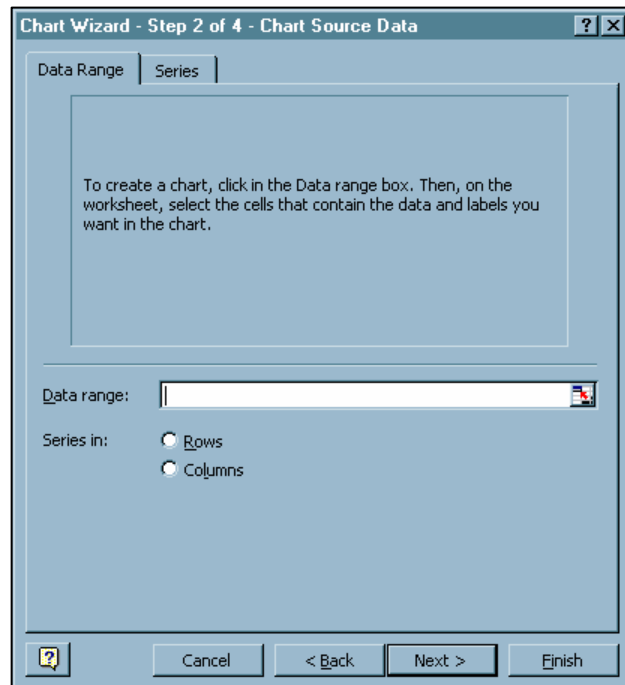 Chart Wizard - Step 2 of 4 - Chart Source Data ? ×
Data Range Series
To create a chart, click in the Data range box. Then, on the
worksheet, select the cells that contain the data and labels you
want in the chart.
Data range:
Series in: Rows
Columns
? Cancel < Back Next > Finish